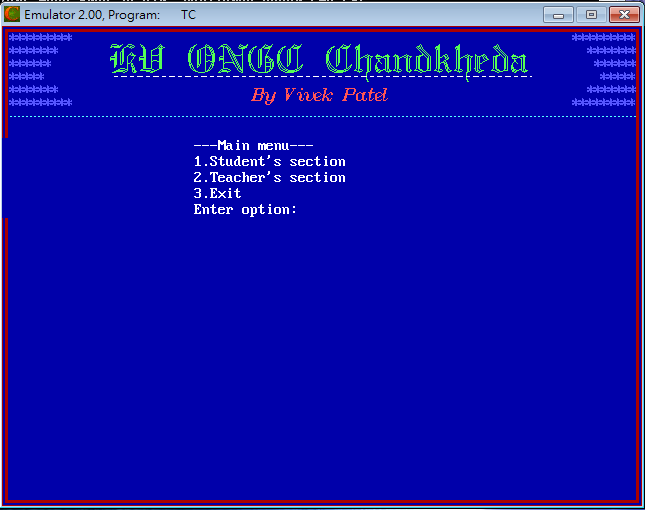 Emulator 2.00, Program: TC
********** **********
******** ********
****** ******
***** *****
******** ********
********** **********
KV ONGC Chandkheda
By Vivek Patel
---Main menu---
1.Student's section
2.Teacher's section
3.Exit
Enter option: